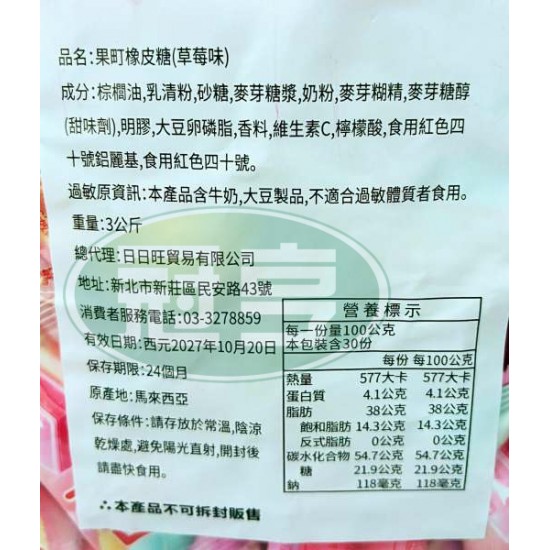 品名:果町橡皮糖(草莓味)
成分:棕櫚油,乳清粉,砂糖,麥芽糖漿,奶粉,麥芽糊精,麥芽糖醇
(甜味劑),明膠,大豆卵磷脂,香料,維生素C,檸檬酸,食用紅色四
十號鋁麗基,食用紅色四十號。
過敏原資訊:本產品含牛奶,大豆製品,不適合過敏體質者食用。
重量:3公斤
總代理:日日旺貿易有限公司
地址:新北市新莊區民安路43號
消費者服務電話:03-3278859
有效日期:西元2027年10月20日
保存期限:24個月
原產地:馬來西亞
保存條件:請存放於常溫,陰涼
乾燥處,避免陽光直射,開封後
請盡快食用。
∴本產品不可拆封販售
營養標示
每一份量100公克
本包裝含30份
每份 每100公克
熱量 577大卡 577大卡
蛋白質 4.1公克 4.1公克
脂肪 38公克 38公克
飽和脂肪 14.3公克 14.3公克
反式脂肪 0公克 0公克
碳水化合物 54.7公克 54.7公克
糖 21.9公克 21.9公克
鈉 118毫克 118毫克
冠亨